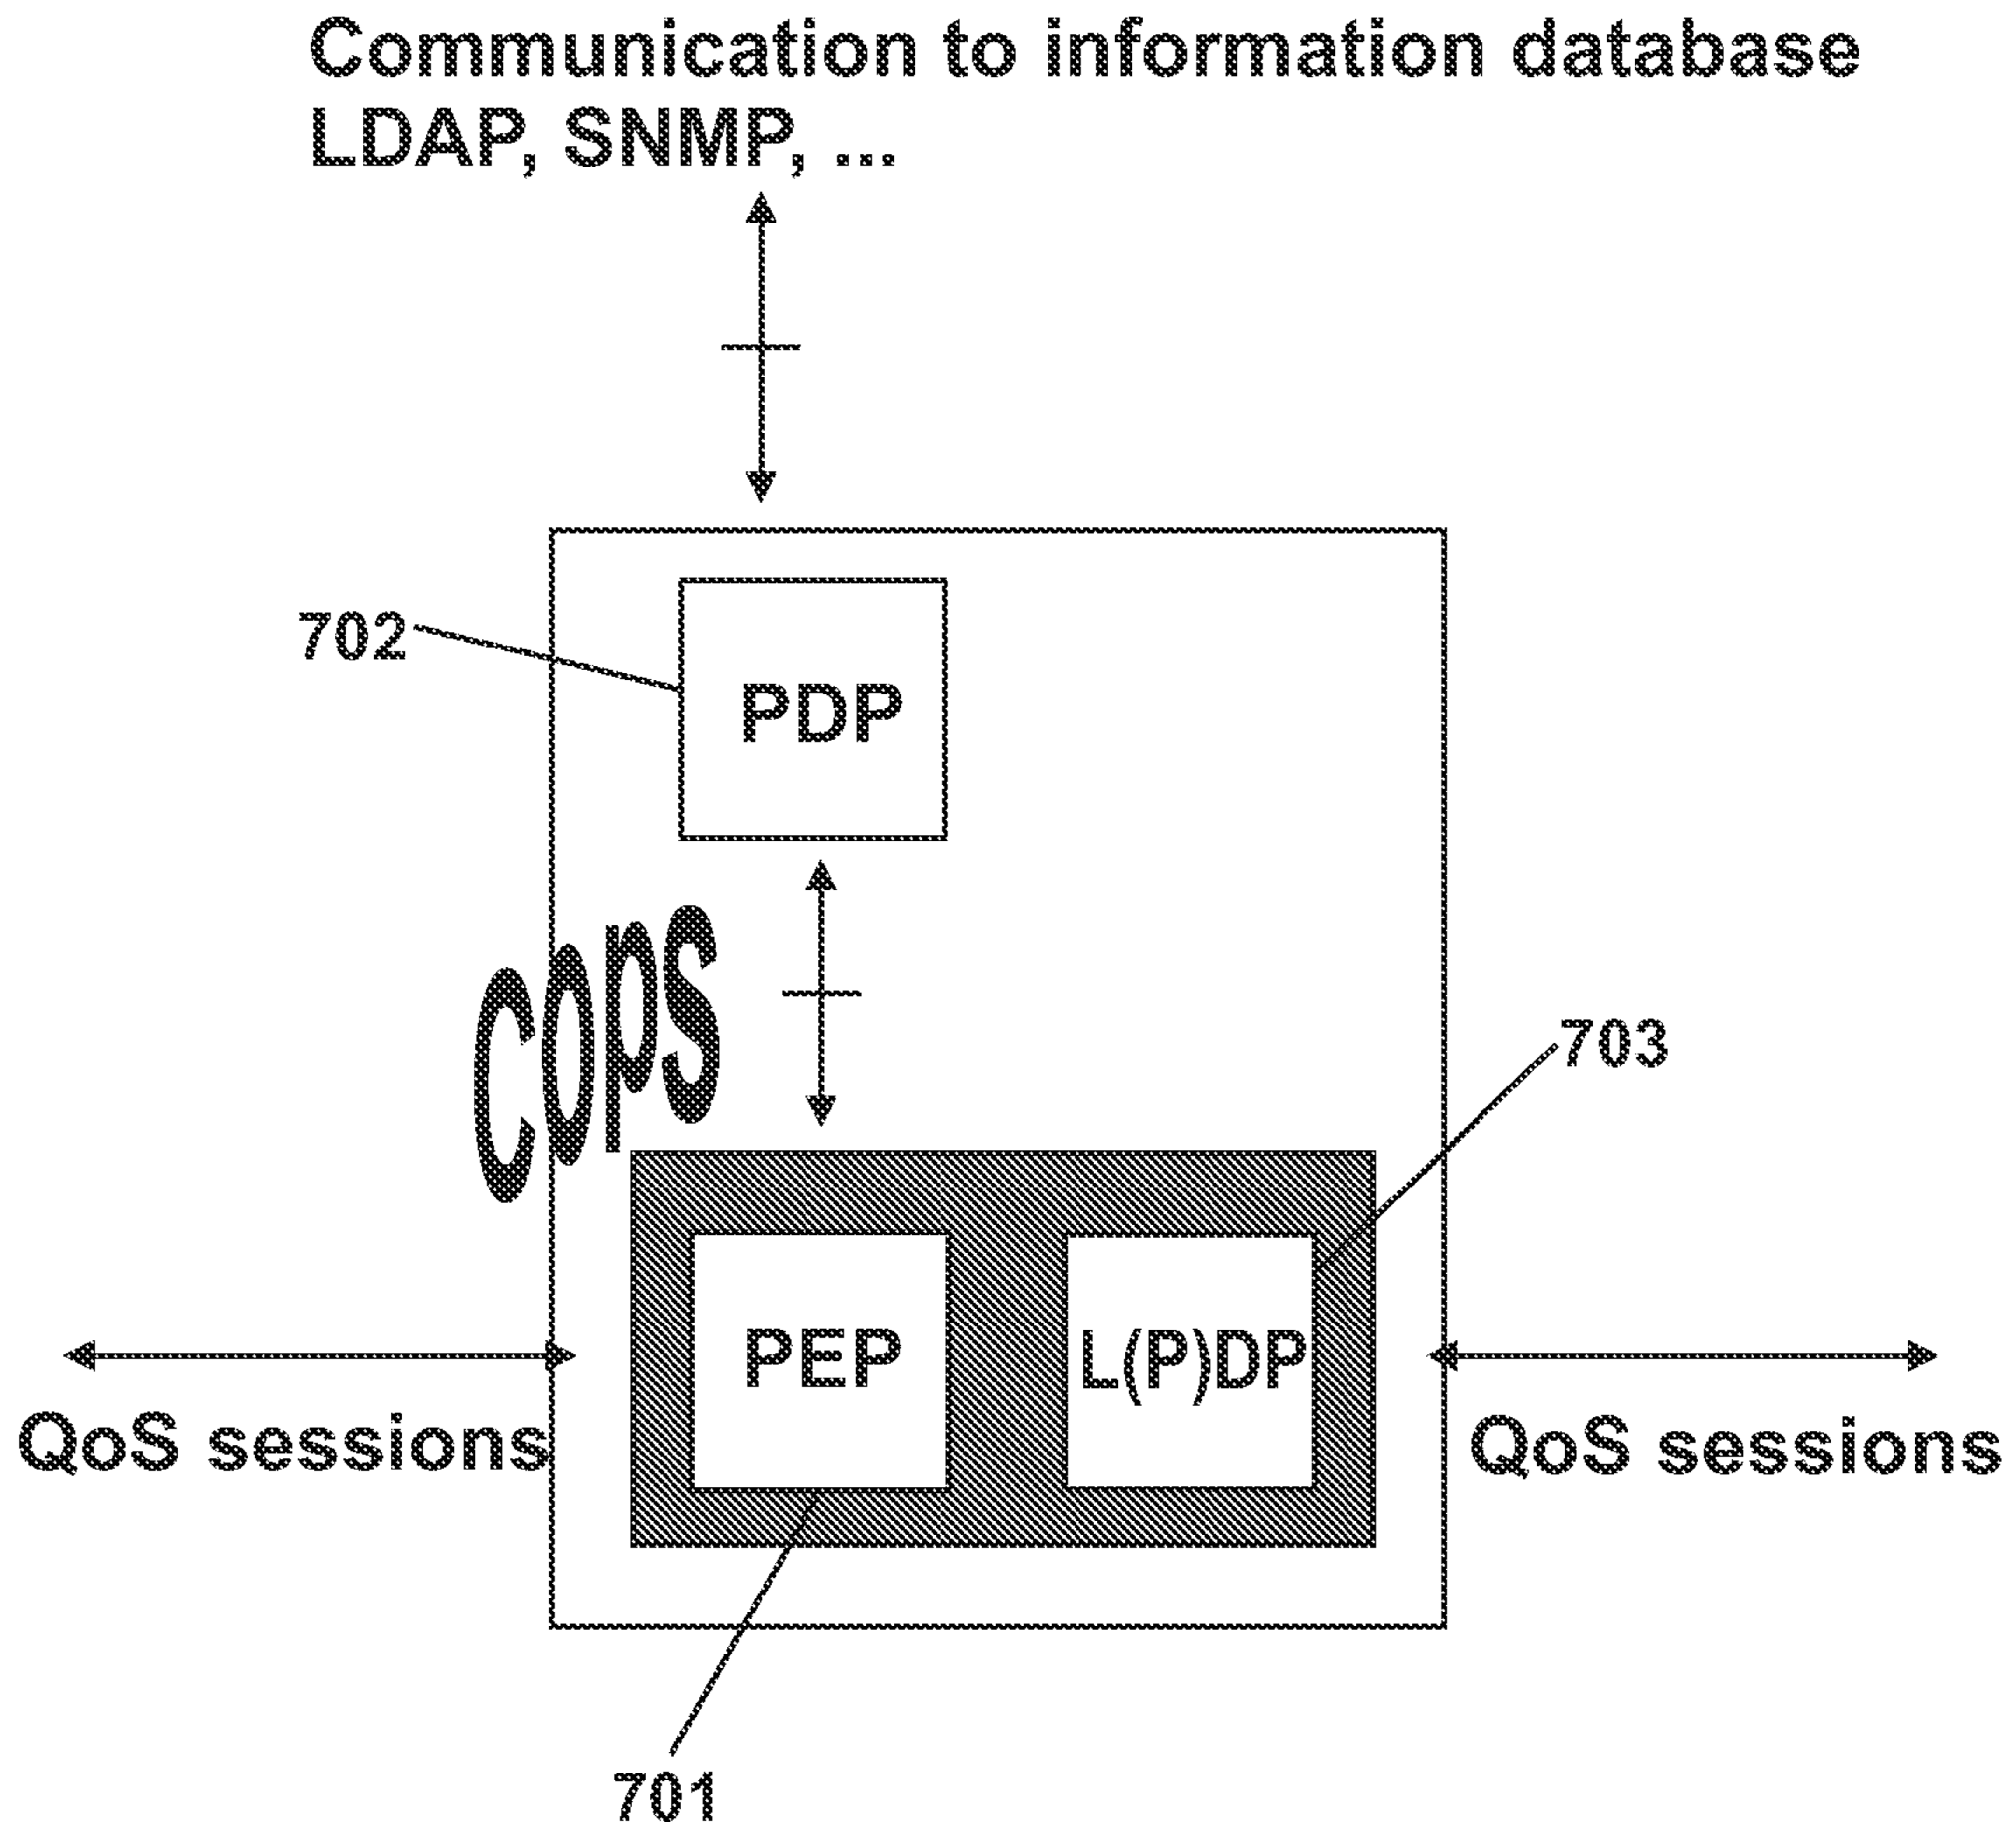 Communication to information database
LDAP, SNMP, ...
702
PDP
cops
703
PEP
L(P)DP
QoS sessions
QoS sessions
701